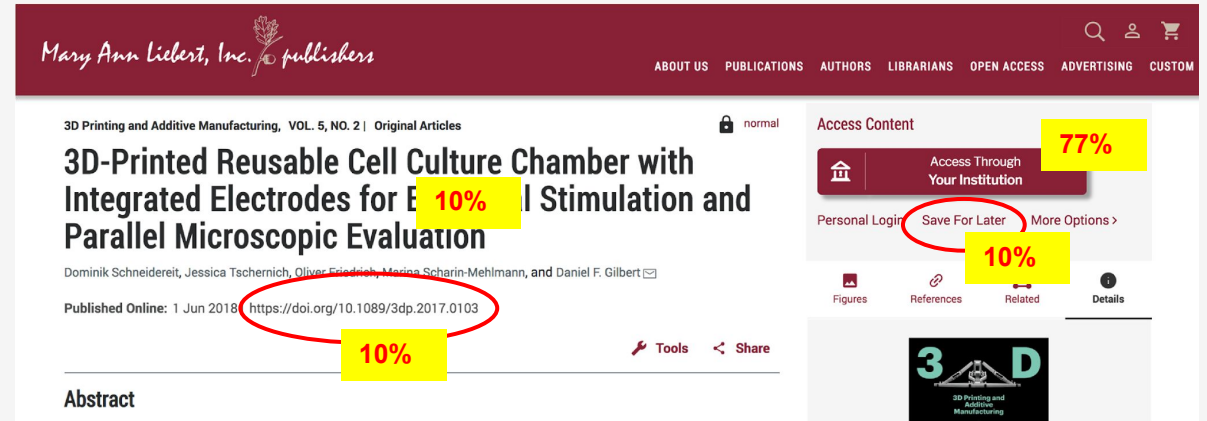 Mary Ann Liebert, Inc. publishers
ABOUT US PUBLICATIONS AUTHORS LIBRARIANS OPEN ACCESS ADVERTISING CUSTOM
3D Printing and Additive Manufacturing, VOL. 5, NO. 2 | Original Articles
normal
3D-Printed Reusable Cell Culture Chamber with
Integrated Electrodes for E 10% l Stimulation and
Parallel Microscopic Evaluation
Dominik Schneidereit, Jessica Tschernich, Oliver Friedrich, Marina Scharin-Mehlmann, and Daniel F. Gilbert
Published Online: 1 Jun 2018 https://doi.org/10.1089/3dp.2017.0103
10%
Tools Share
Abstract
Access Content
77%
Access Through
Your Institution
Personal Login Save For Later More Options >
10%
Figures References Related Details
3 D
3D Printing and
Additive
Manufacturing